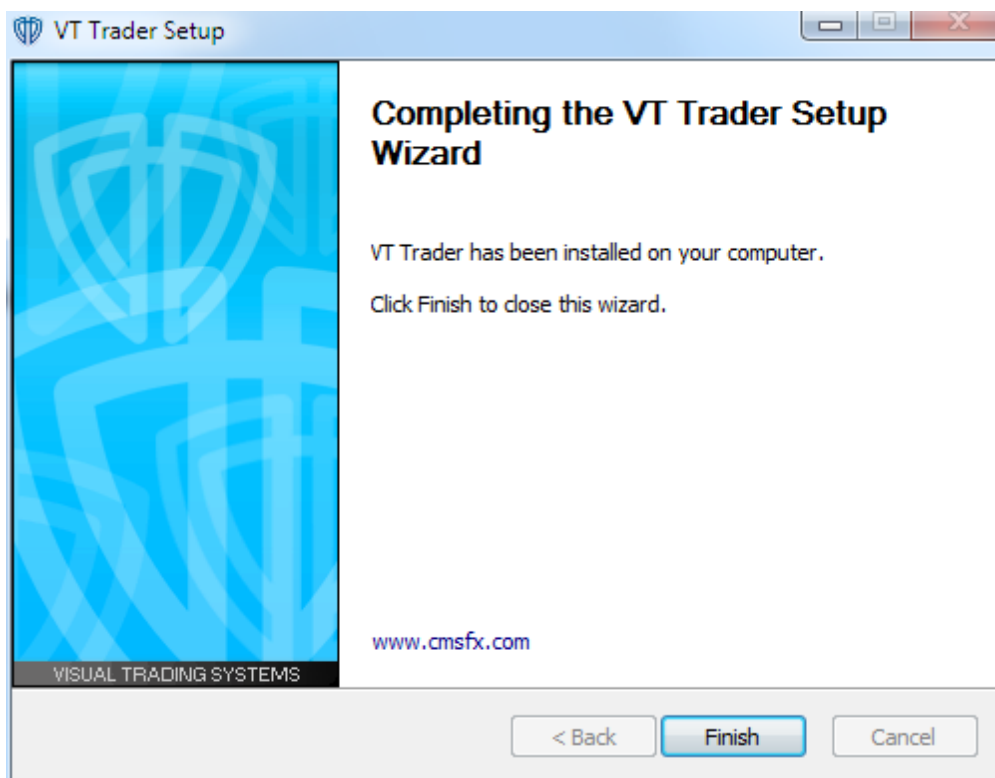 VT Trader Setup
Completing the VT Trader Setup
Wizard
VT Trader has been installed on your computer.
Click Finish to close this wizard.
www.cmsfx.com
VISUAL TRADING SYSTEMS
< Back
Finish
Cancel